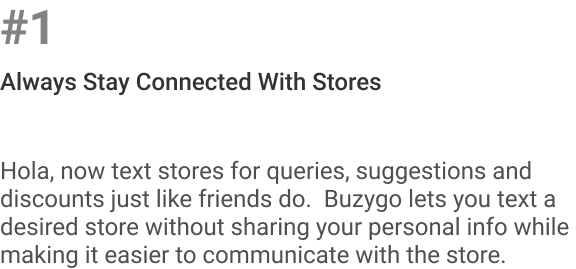 #1
Always Stay Connected With Stores
Hola, now text stores for queries, suggestions and
discounts just like friends do.  Buzygo lets you text a
desired store without sharing your personal info while
making it easier to communicate with the store.